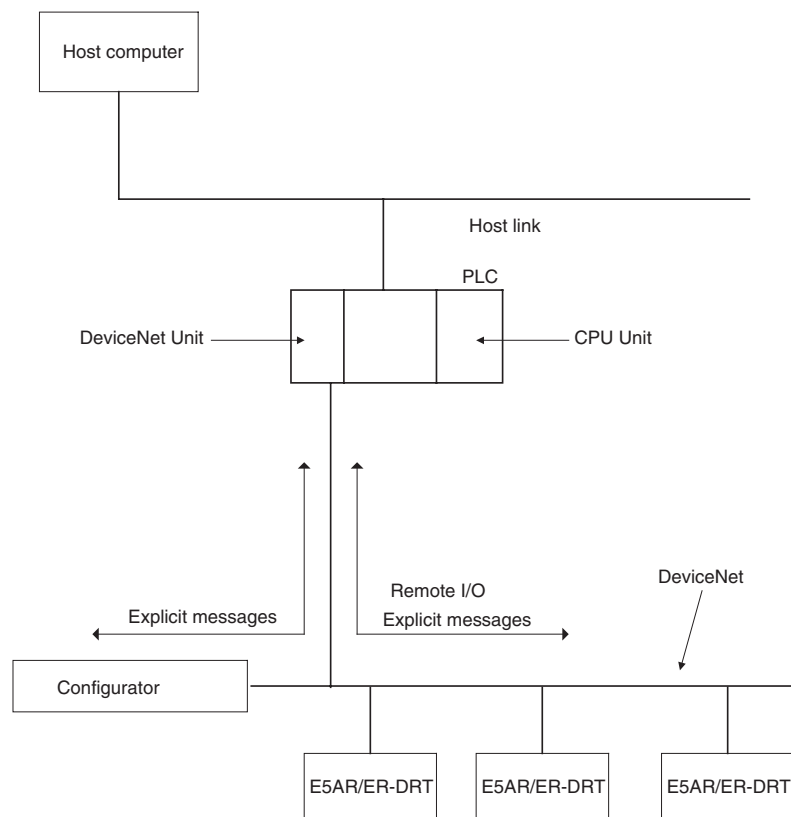 Host computer
Host link
PLC
DeviceNet Unit
CPU Unit
DeviceNet
Remote I/O
Explicit messages
Explicit messages
Configurator
E5AR/ER-DRT
E5AR/ER-DRT
E5AR/ER-DRT